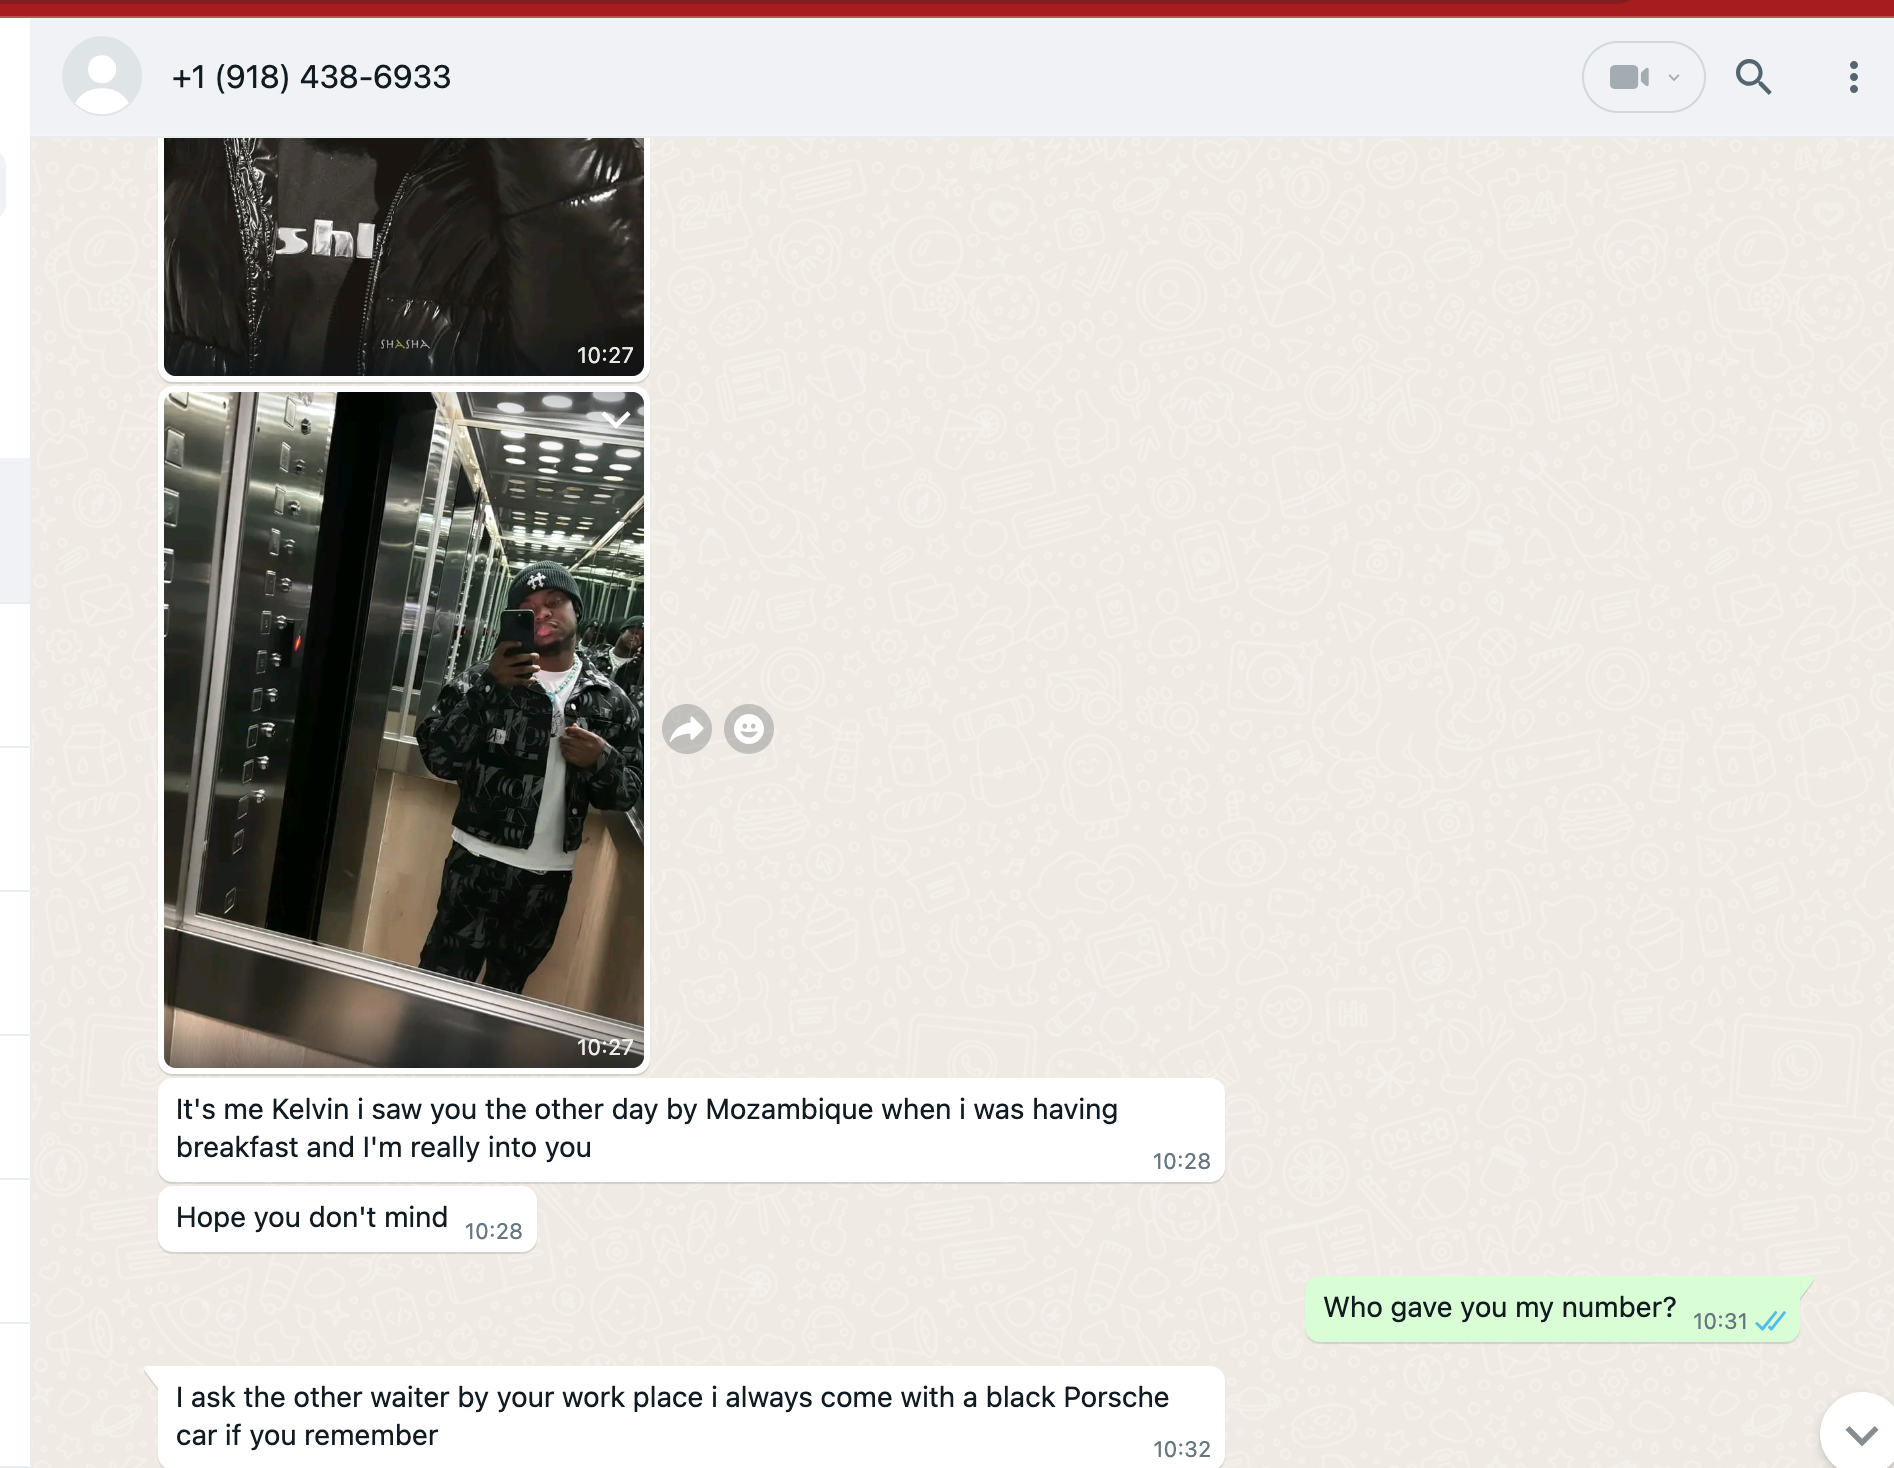 +1 (918) 438-6933
shl
SHASHA
10:27
10:27
It's me Kelvin i saw you the other day by Mozambique when i was having
breakfast and I'm really into you
10:28
Hope you don't mind 10:28
Who gave you my number? 10:31
I ask the other waiter by your work place i always come with a black Porsche
car if you remember
10:32